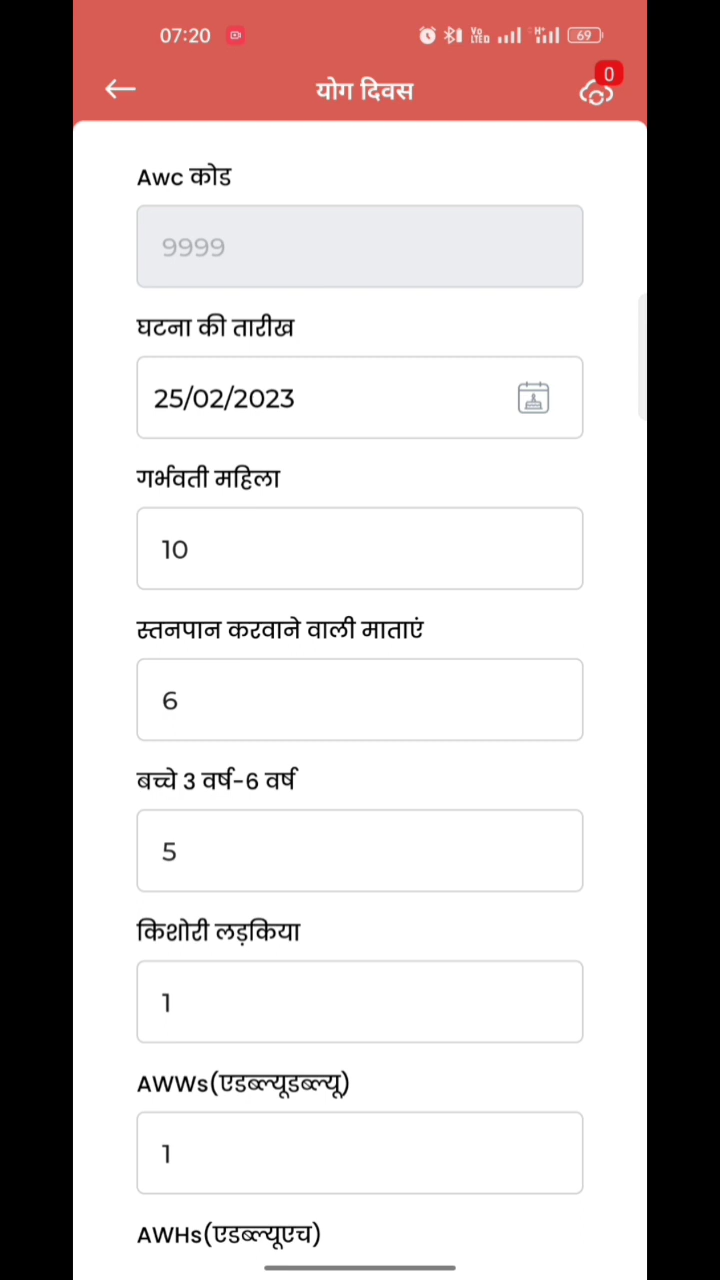 07:20
69
0
योग दिवस
Awc कोड
9999
घटना की तारीख
25/02/2023
गर्भवती महिला
10
स्तनपान करवाने वाली माताएं
6
बच्चे 3 वर्ष-6 वर्ष
5
किशोरी लड़किया
1
AWWs(एडब्ल्यूडब्ल्यू)
1
AWHs(एडब्ल्यूएच)